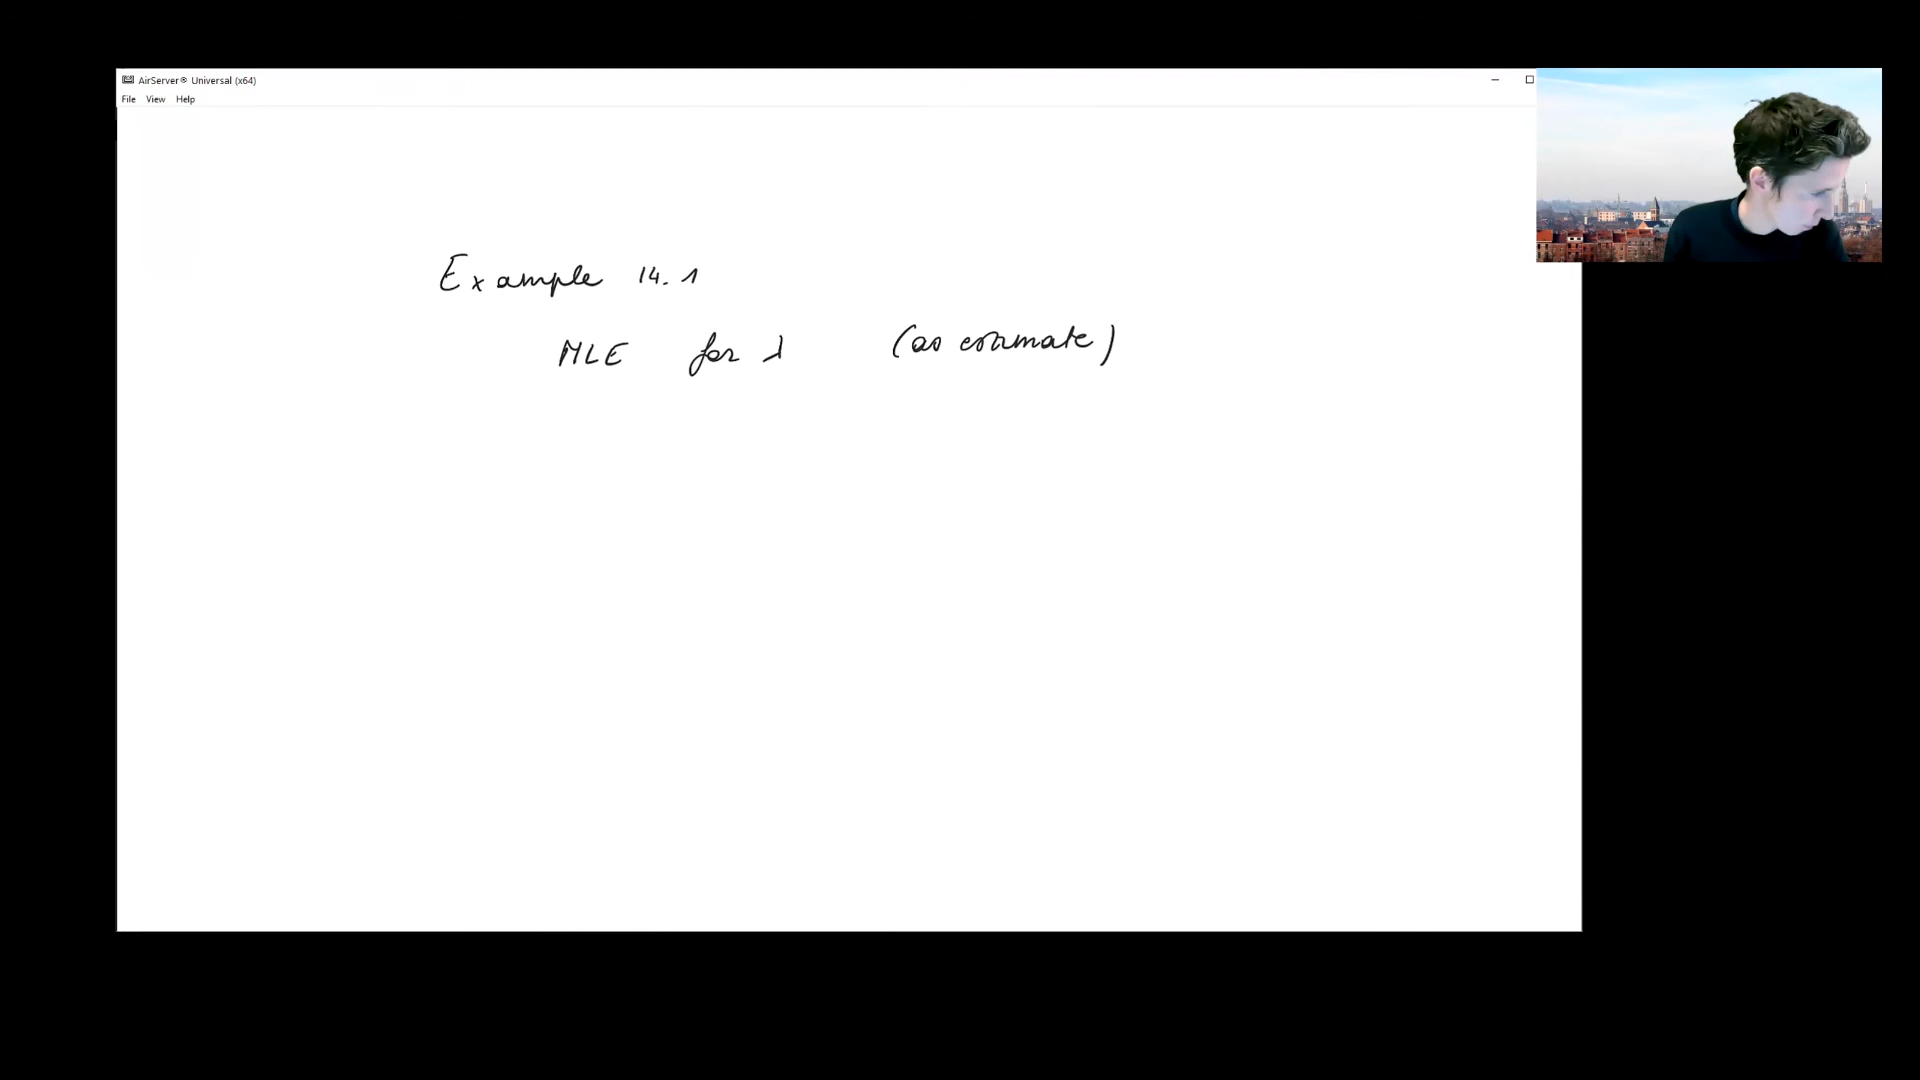 AirServer® Universal (x64)
File View Help
Example 14.1
MLE for λ (as estimate)